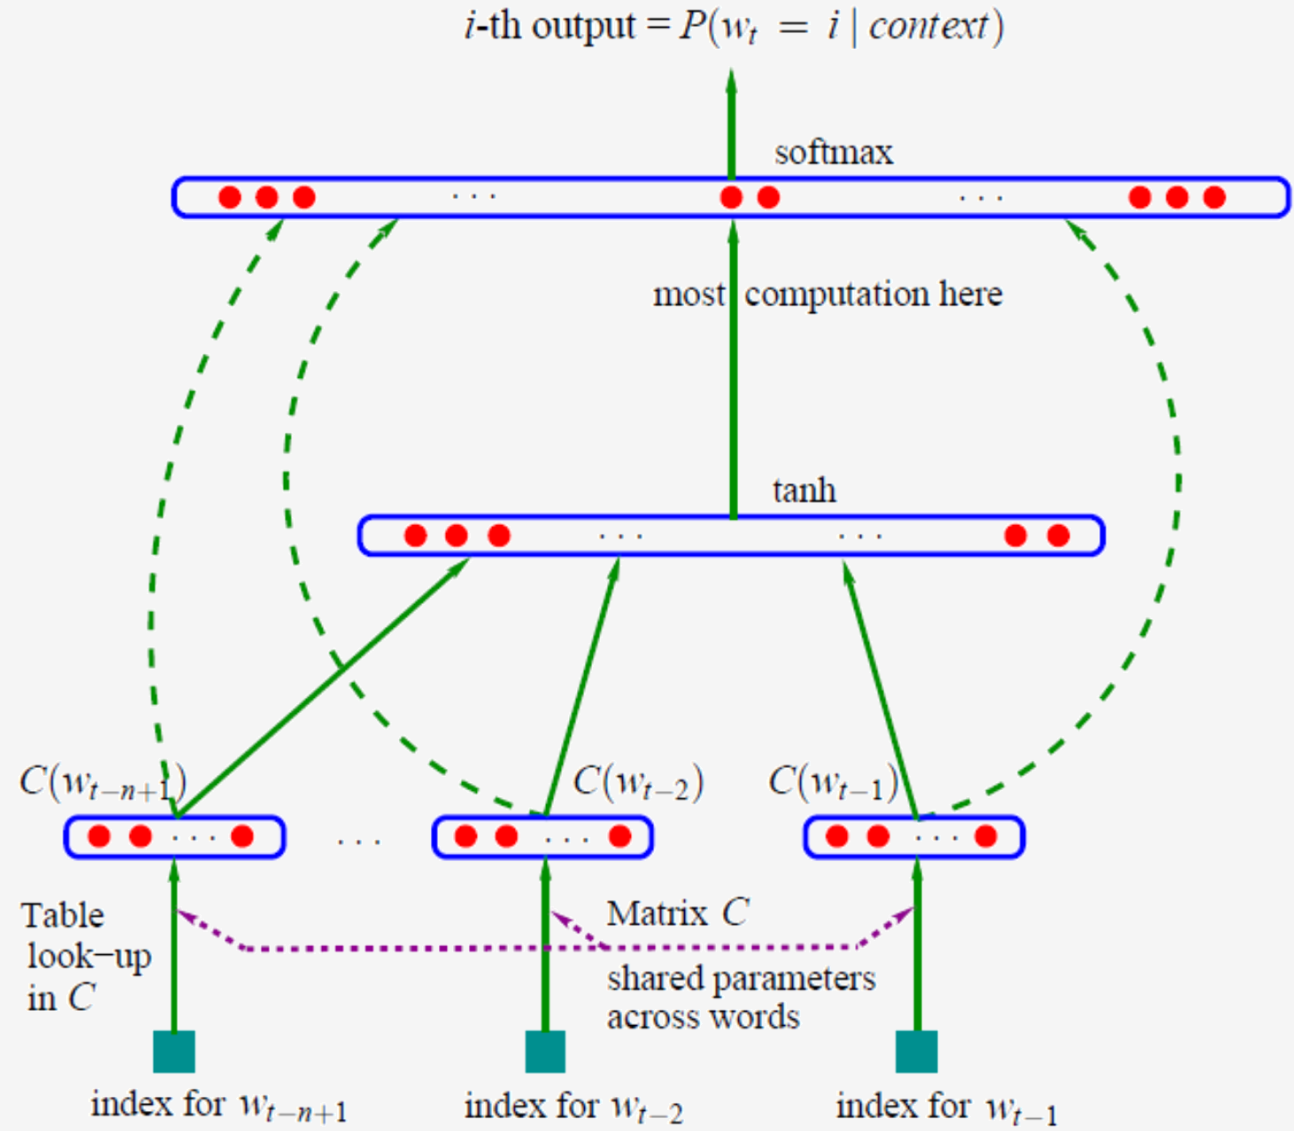 i-th output = P(w_t = i | context)
softmax
· · ·
· · ·
most computation here
tanh
· · ·
· · ·
C(w_{t−n+1})
C(w_{t−2})
C(w_{t−1})
· · ·
· · ·
· · ·
· · ·
Table
look−up
in C
Matrix C
shared parameters
across words
index for w_{t−n+1}
index for w_{t−2}
index for w_{t−1}